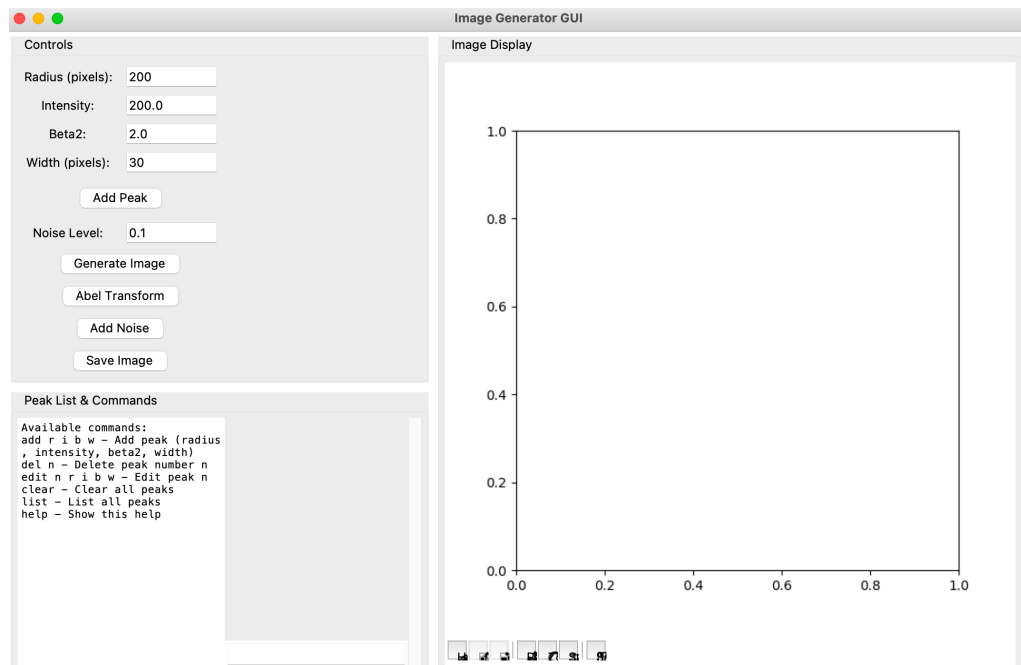 Image Generator GUI
Controls
Radius (pixels): 200
Intensity: 200.0
Beta2: 2.0
Width (pixels): 30
Add Peak
Noise Level: 0.1
Generate Image
Abel Transform
Add Noise
Save Image
Peak List & Commands
Available commands:
add r i b w – Add peak (radius
, intensity, beta2, width)
del n – Delete peak number n
edit n r i b w – Edit peak n
clear – Clear all peaks
list – List all peaks
help – Show this help
Image Display
1.0
0.8
0.6
0.4
0.2
0.0
0.0 0.2 0.4 0.6 0.8 1.0